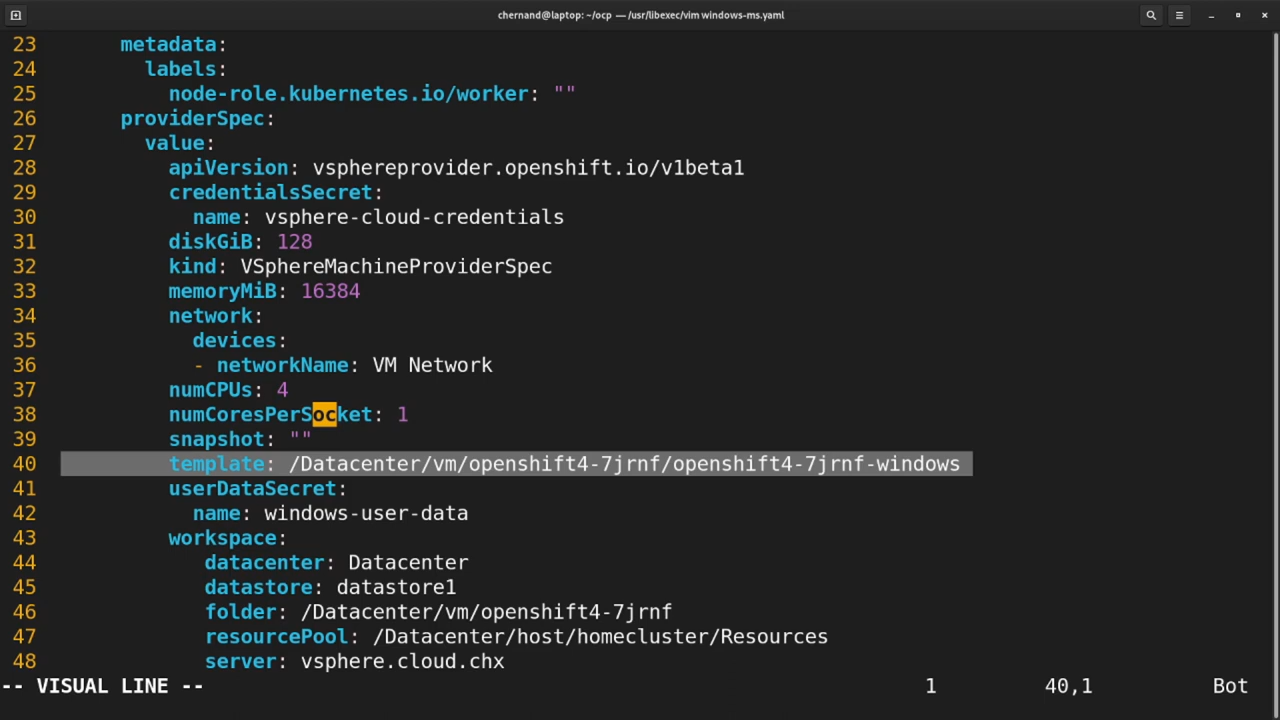 chernand@laptop: ~/ocp — /usr/libexec/vim windows-ms.yaml
23 metadata:
24 labels:
25 node-role.kubernetes.io/worker: ""
26 providerSpec:
27 value:
28 apiVersion: vsphereprovider.openshift.io/v1beta1
29 credentialsSecret:
30 name: vsphere-cloud-credentials
31 diskGiB: 128
32 kind: VSphereMachineProviderSpec
33 memoryMiB: 16384
34 network:
35 devices:
36 - networkName: VM Network
37 numCPUs: 4
38 numCoresPerSocket: 1
39 snapshot: ""
40 template: /Datacenter/vm/openshift4-7jrnf/openshift4-7jrnf-windows
41 userDataSecret:
42 name: windows-user-data
43 workspace:
44 datacenter: Datacenter
45 datastore: datastore1
46 folder: /Datacenter/vm/openshift4-7jrnf
47 resourcePool: /Datacenter/host/homecluster/Resources
48 server: vsphere.cloud.chx
-- VISUAL LINE -- 1 40,1 Bot